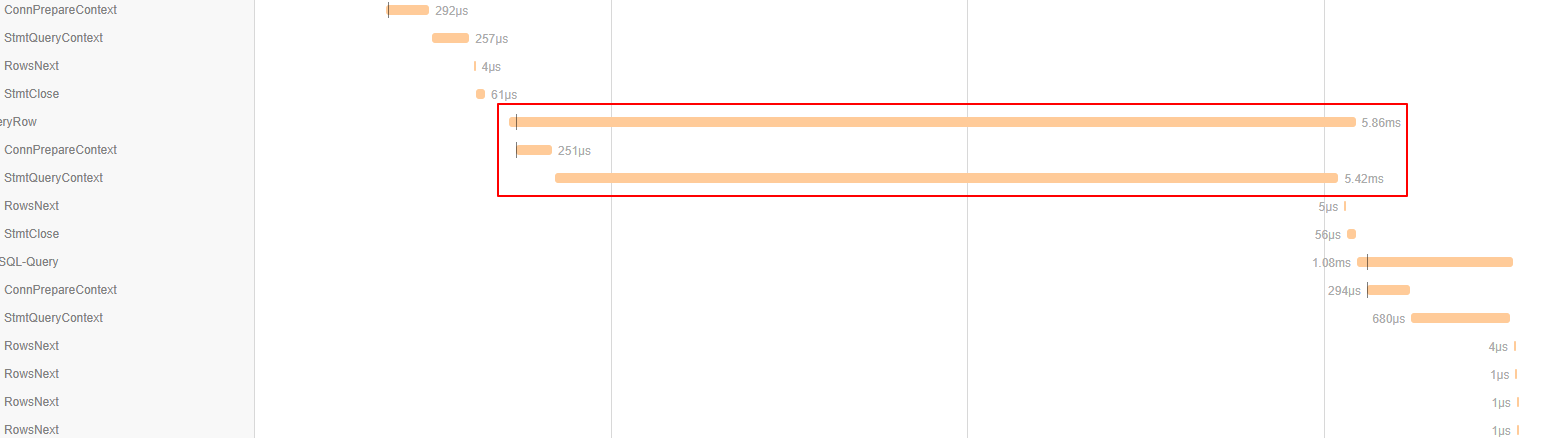 ConnPrepareContext 292µs
StmtQueryContext 257µs
RowsNext 4µs
StmtClose 61µs
eryRow 5.86ms
ConnPrepareContext 251µs
StmtQueryContext 5.42ms
RowsNext 5µs
StmtClose 56µs
SQL-Query 1.08ms
ConnPrepareContext 294µs
StmtQueryContext 680µs
RowsNext 4µs
RowsNext 1µs
RowsNext 1µs
RowsNext 1µs